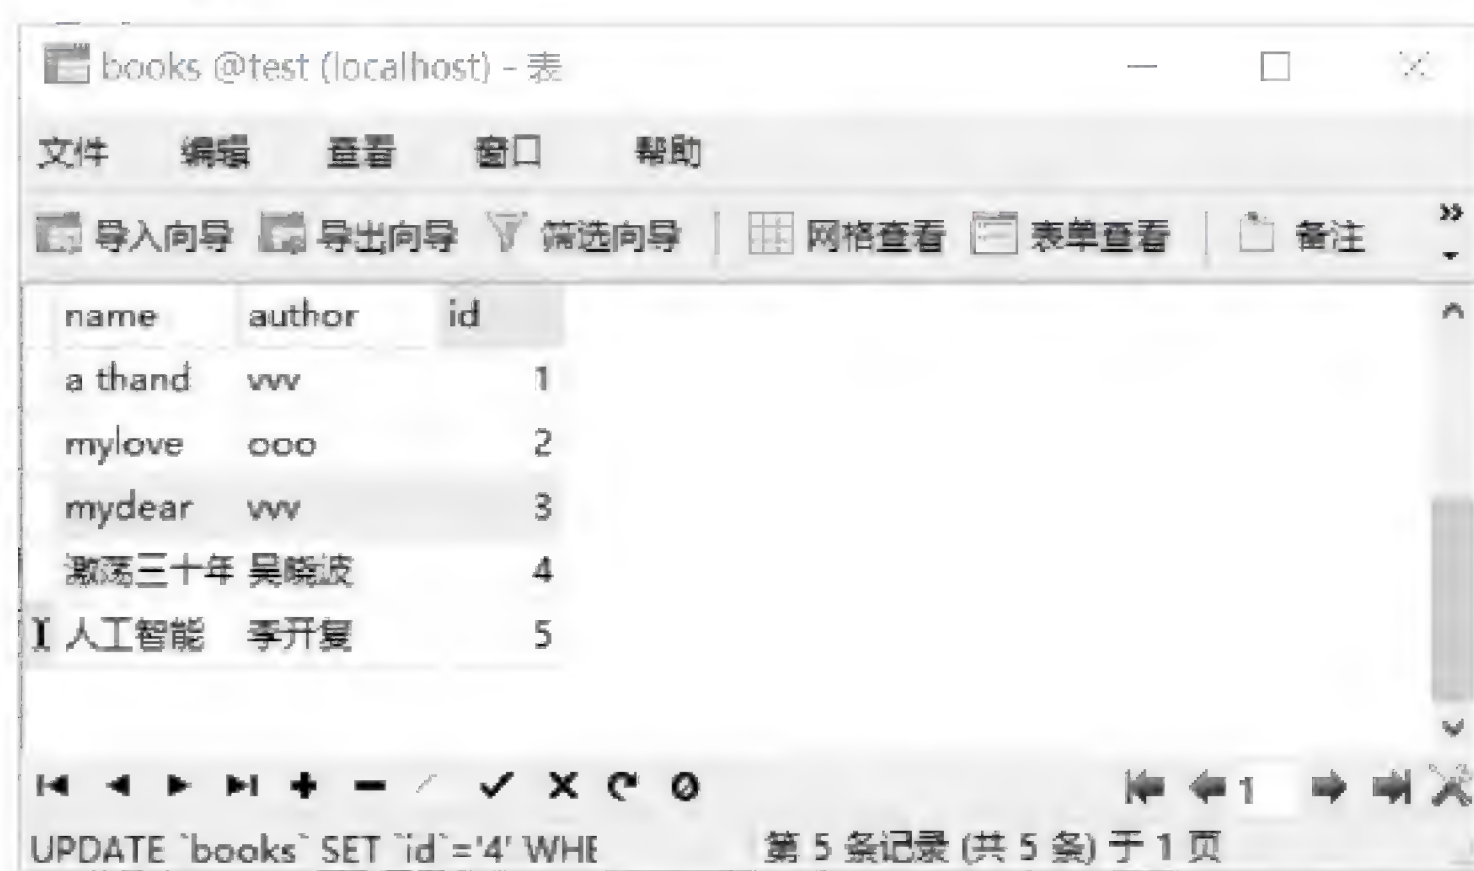 books @test (localhost) - 表
文件 编辑 查看 窗口 帮助
导入向导 导出向导 筛选向导 网格查看 表单查看 备注 »
name author id
a thand vvv 1
mylove ooo 2
mydear vvv 3
激荡三十年 吴晓波 4
人工智能 李开复 5
1
UPDATE `books` SET `id`='4' WHE 第 5 条记录 (共 5 条) 于 1 页